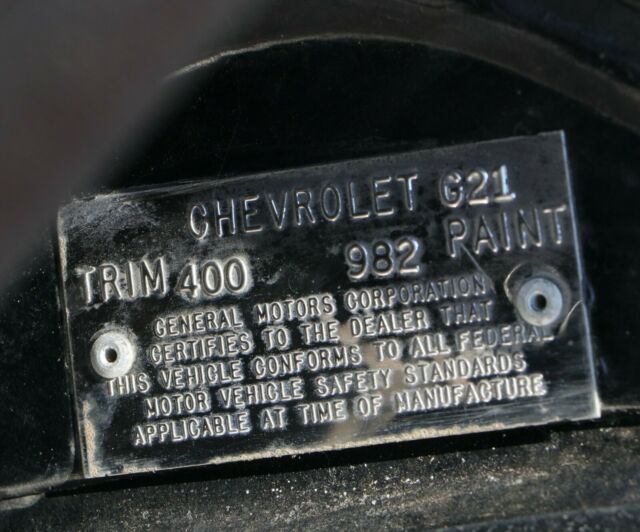 CHEVROLET G21
TRIM 400 982 PAINT
GENERAL MOTORS CORPORATION
CERTIFIES TO THE DEALER THAT
THIS VEHICLE CONFORMS TO ALL FEDERAL
MOTOR VEHICLE SAFETY STANDARDS
APPLICABLE AT TIME OF MANUFACTURE